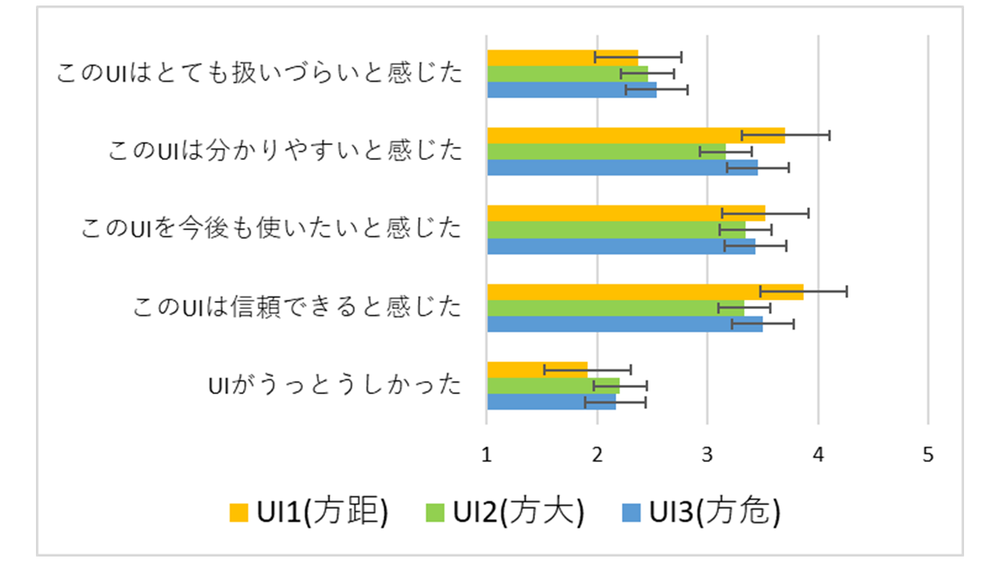 このUIはとても扱いづらいと感じた
このUIは分かりやすいと感じた
このUIを今後も使いたいと感じた
このUIは信頼できると感じた
UIがうっとうしかった
1 2 3 4 5
UI1(方距) UI2(方大) UI3(方危)